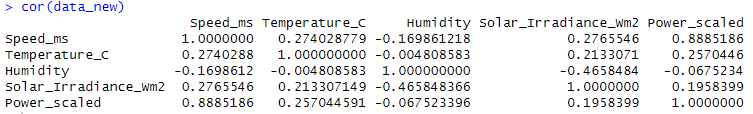 > cor(data_new)
Speed_ms Temperature_C Humidity Solar_Irradiance_Wm2 Power_scaled
Speed_ms 1.0000000 0.274028779 -0.169861218 0.2765546 0.8885186
Temperature_C 0.2740288 1.000000000 -0.004808583 0.2133071 0.2570446
Humidity -0.1698612 -0.004808583 1.000000000 -0.4658484 -0.0675234
Solar_Irradiance_Wm2 0.2765546 0.213307149 -0.465848366 1.0000000 0.1958399
Power_scaled 0.8885186 0.257044591 -0.067523396 0.1958399 1.0000000